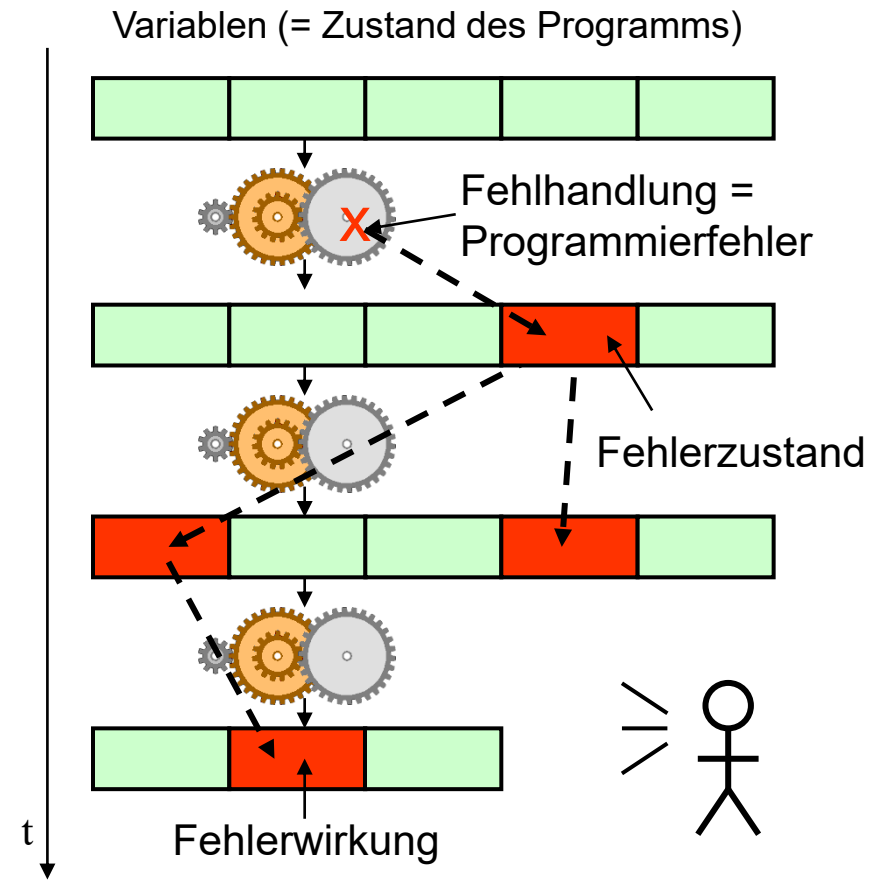 Variablen (= Zustand des Programms)
X
Fehlhandlung =
Programmierfehler
Fehlerzustand
t
Fehlerwirkung